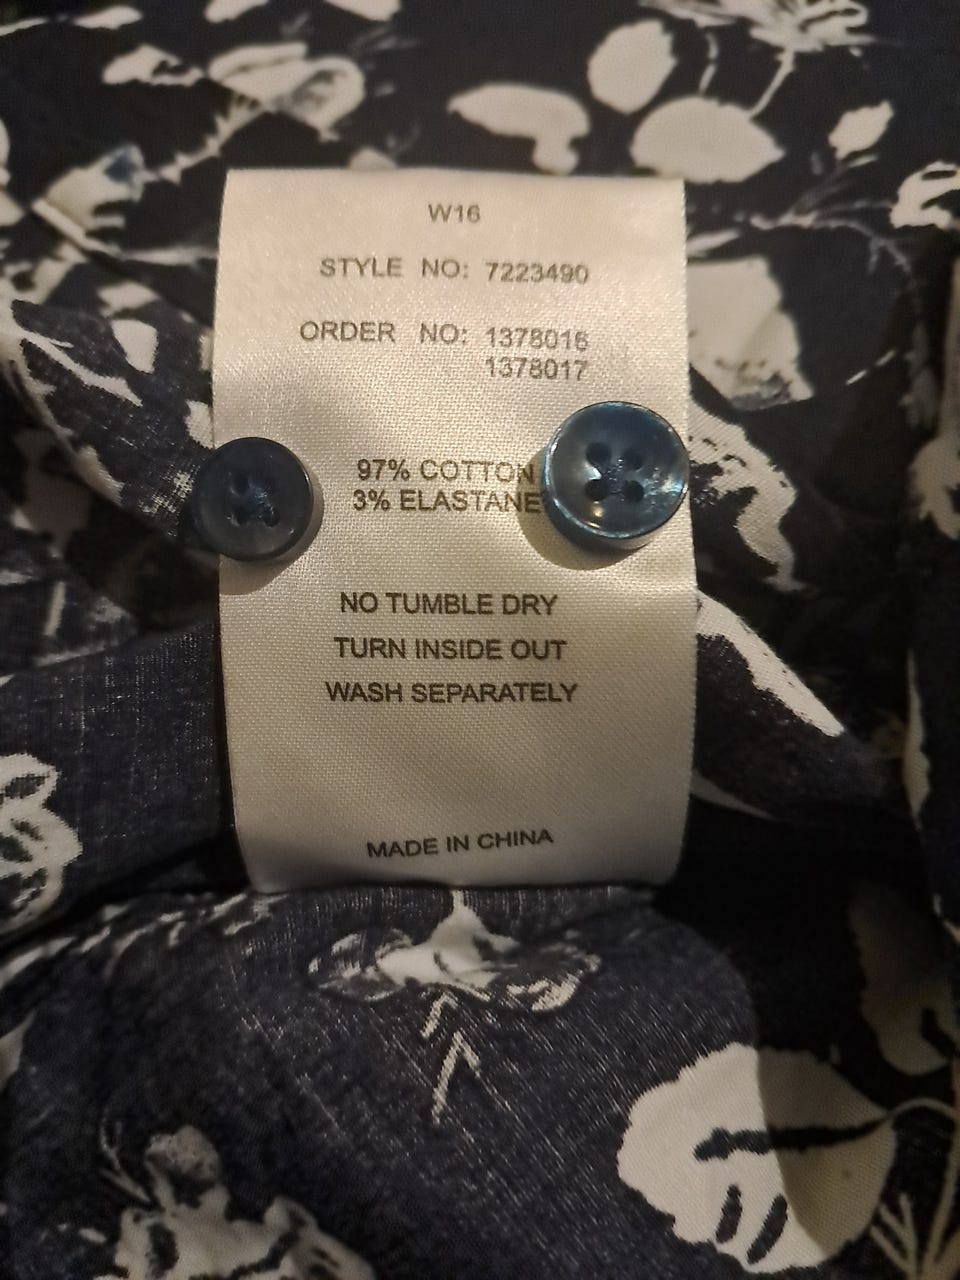 W16
STYLE NO: 7223490
ORDER NO: 1378016
1378017
97% COTTON
3% ELASTANE
NO TUMBLE DRY
TURN INSIDE OUT
WASH SEPARATELY
MADE IN CHINA